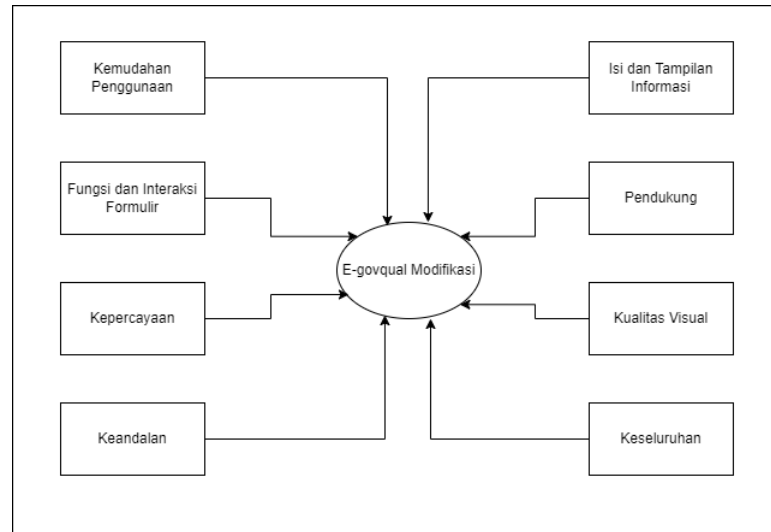 Kemudahan
Penggunaan
Isi dan Tampilan
Informasi
Fungsi dan Interaksi
Formulir
Pendukung
E-govqual Modifikasi
Kepercayaan
Kualitas Visual
Keandalan
Keseluruhan